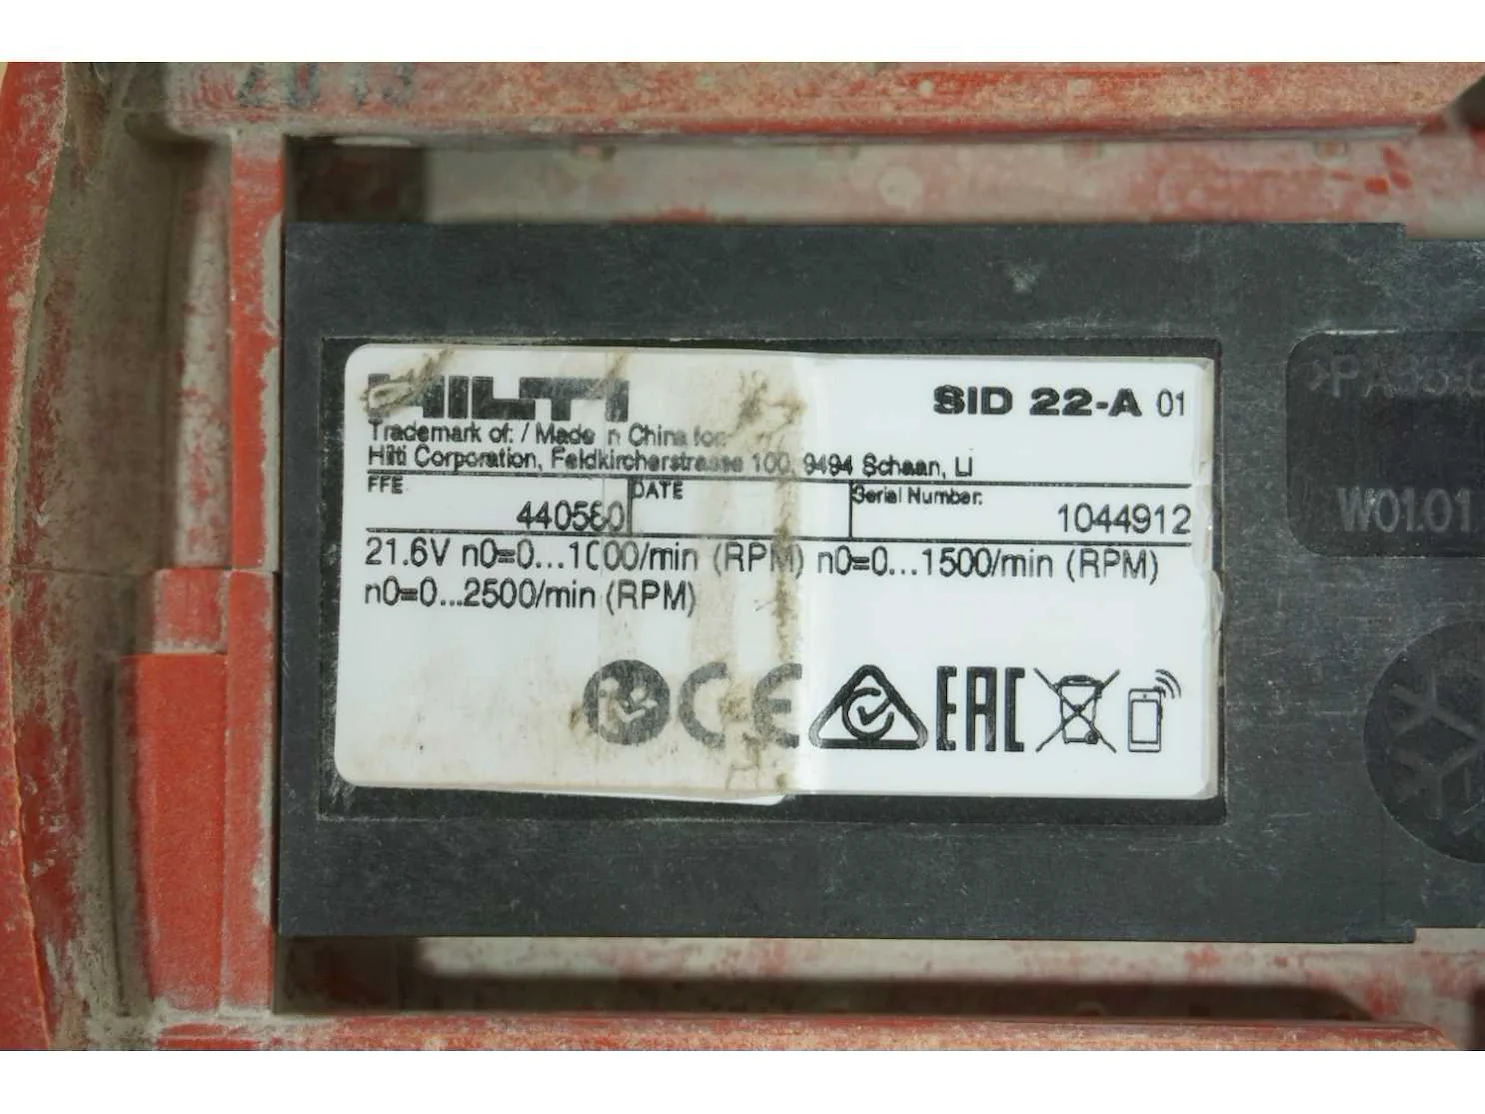 HILTI
SID 22-A 01
Trademark of: / Made in China for:
Hilti Corporation, Feldkircherstrasse 100, 9494 Schaan, LI
FFE
DATE
Serial Number:
1044912
21.6V n0=0...1000/min (RPM) n0=0...1500/min (RPM)
n0=0...2500/min (RPM)
CE
EAC
W01.01